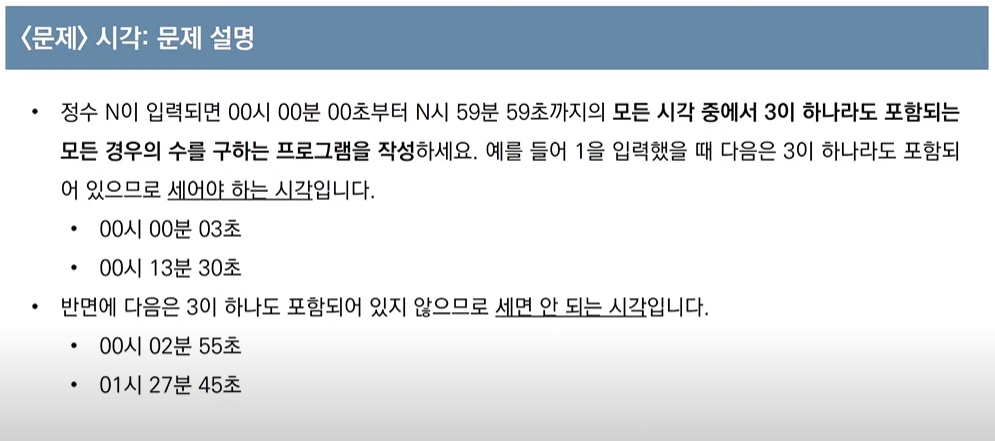 <문제> 시각: 문제 설명
• 정수 N이 입력되면 00시 00분 00초부터 N시 59분 59초까지의 모든 시각 중에서 3이 하나라도 포함되는
모든 경우의 수를 구하는 프로그램을 작성하세요. 예를 들어 1을 입력했을 때 다음은 3이 하나라도 포함되
어 있으므로 세어야 하는 시각입니다.
• 00시 00분 03초
• 00시 13분 30초
• 반면에 다음은 3이 하나도 포함되어 있지 않으므로 세면 안 되는 시각입니다.
• 00시 02분 55초
• 01시 27분 45초